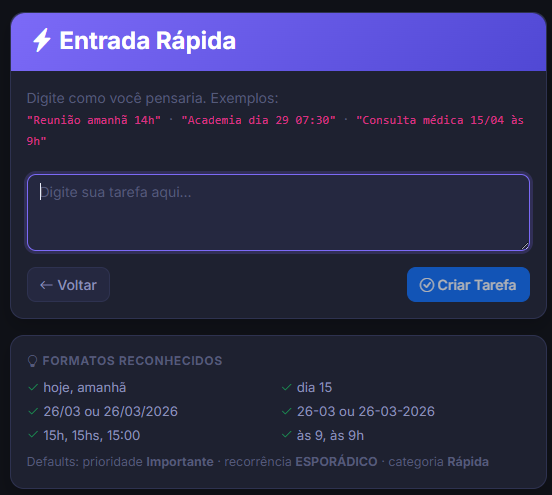 Entrada Rápida
Digite como você pensaria. Exemplos:
"Reunião amanhã 14h" · "Academia dia 29 07:30" · "Consulta médica 15/04 às
9h"
Digite sua tarefa aqui...
← Voltar
Criar Tarefa
FORMATOS RECONHECIDOS
✓ hoje, amanhã
✓ dia 15
✓ 26/03 ou 26/03/2026
✓ 26-03 ou 26-03-2026
✓ 15h, 15hs, 15:00
✓ às 9, às 9h
Defaults: prioridade Importante · recorrência ESPORÁDICO · categoria Rápida